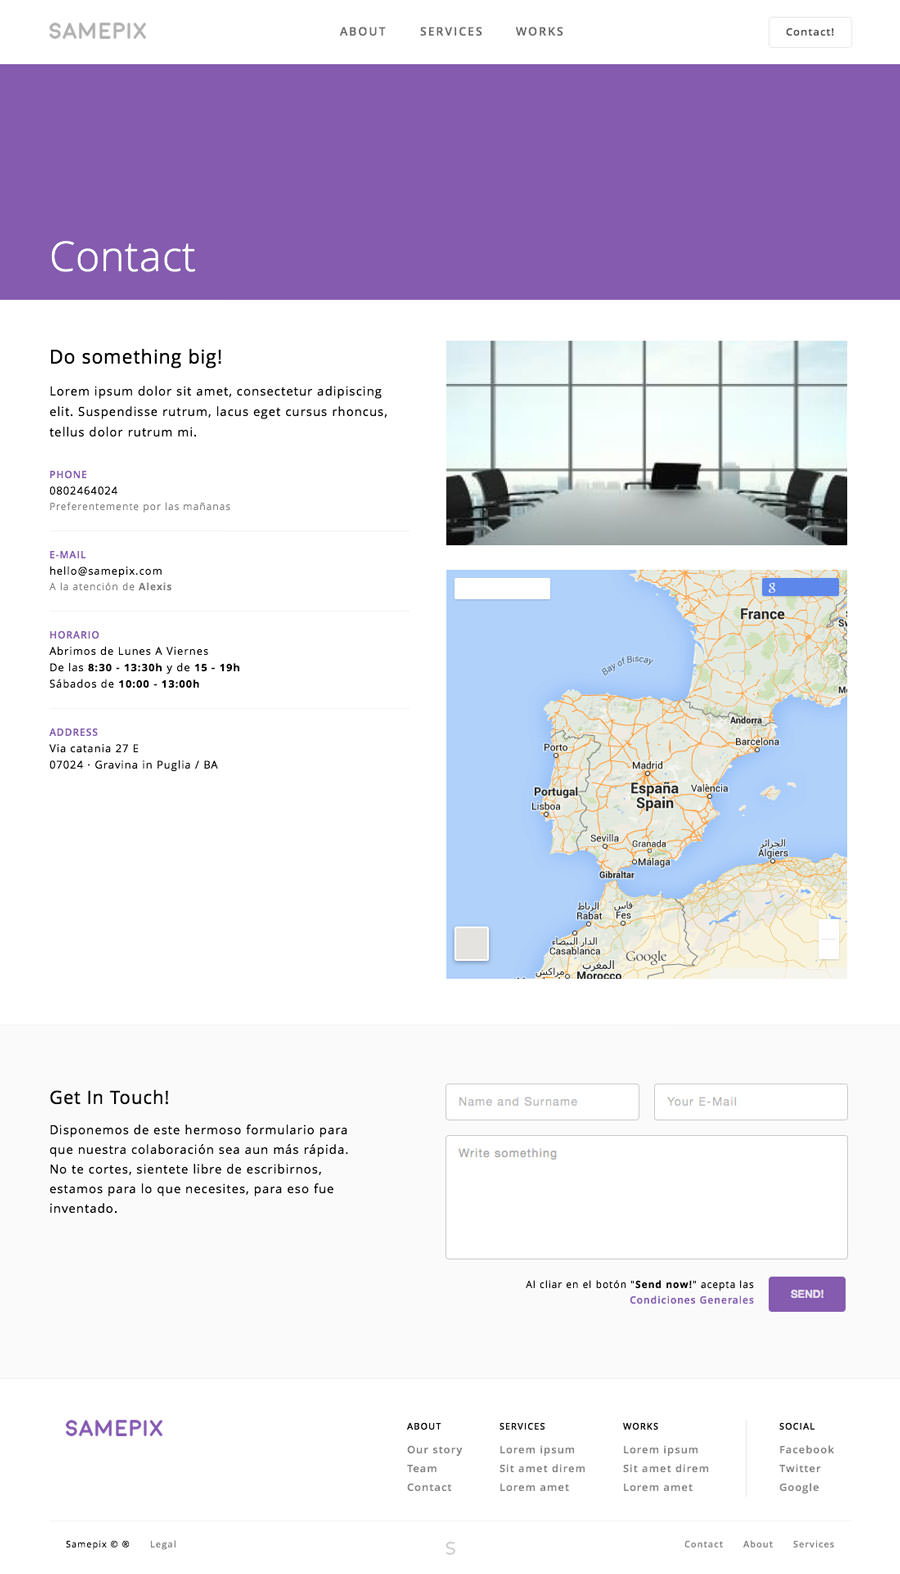 SAMEPIX
ABOUT SERVICES WORKS
Contact!
Contact
Do something big!
Lorem ipsum dolor sit amet, consectetur adipiscing
elit. Suspendisse rutrum, lacus eget cursus rhoncus,
tellus dolor rutrum mi.
PHONE
0802464024
Preferentemente por las mañanas
E-MAIL
hello@samepix.com
A la atención de Alexis
HORARIO
Abrimos de Lunes A Viernes
De las 8:30 - 13:30h y de 15 - 19h
Sábados de 10:00 - 13:00h
ADDRESS
Via catania 27 E
07024 · Gravina in Puglia / BA
8
France
Bay of Biscay
Andorra
Barcelona
Porto
Madrid
España
Spain
València
Portugal
Lisboa
Sevilla
Granada
Málaga
Gibraltar
الجزائر
Algiers
الرباط
Rabat
فاس
Fes
الدار البيضاء
Casablanca
Google
مراكش
المغرب
Morocco
Get In Touch!
Disponemos de este hermoso formulario para
que nuestra colaboración sea aun más rápida.
No te cortes, sientete libre de escribirnos,
estamos para lo que necesites, para eso fue
inventado.
Name and Surname
Your E-Mail
Write something
Al cliar en el botón "Send now!" acepta las
Condiciones Generales
SEND!
SAMEPIX
ABOUT
Our story
Team
Contact
SERVICES
Lorem ipsum
Sit amet direm
Lorem amet
WORKS
Lorem ipsum
Sit amet direm
Lorem amet
SOCIAL
Facebook
Twitter
Google
Samepix © ® Legal
S
Contact About Services